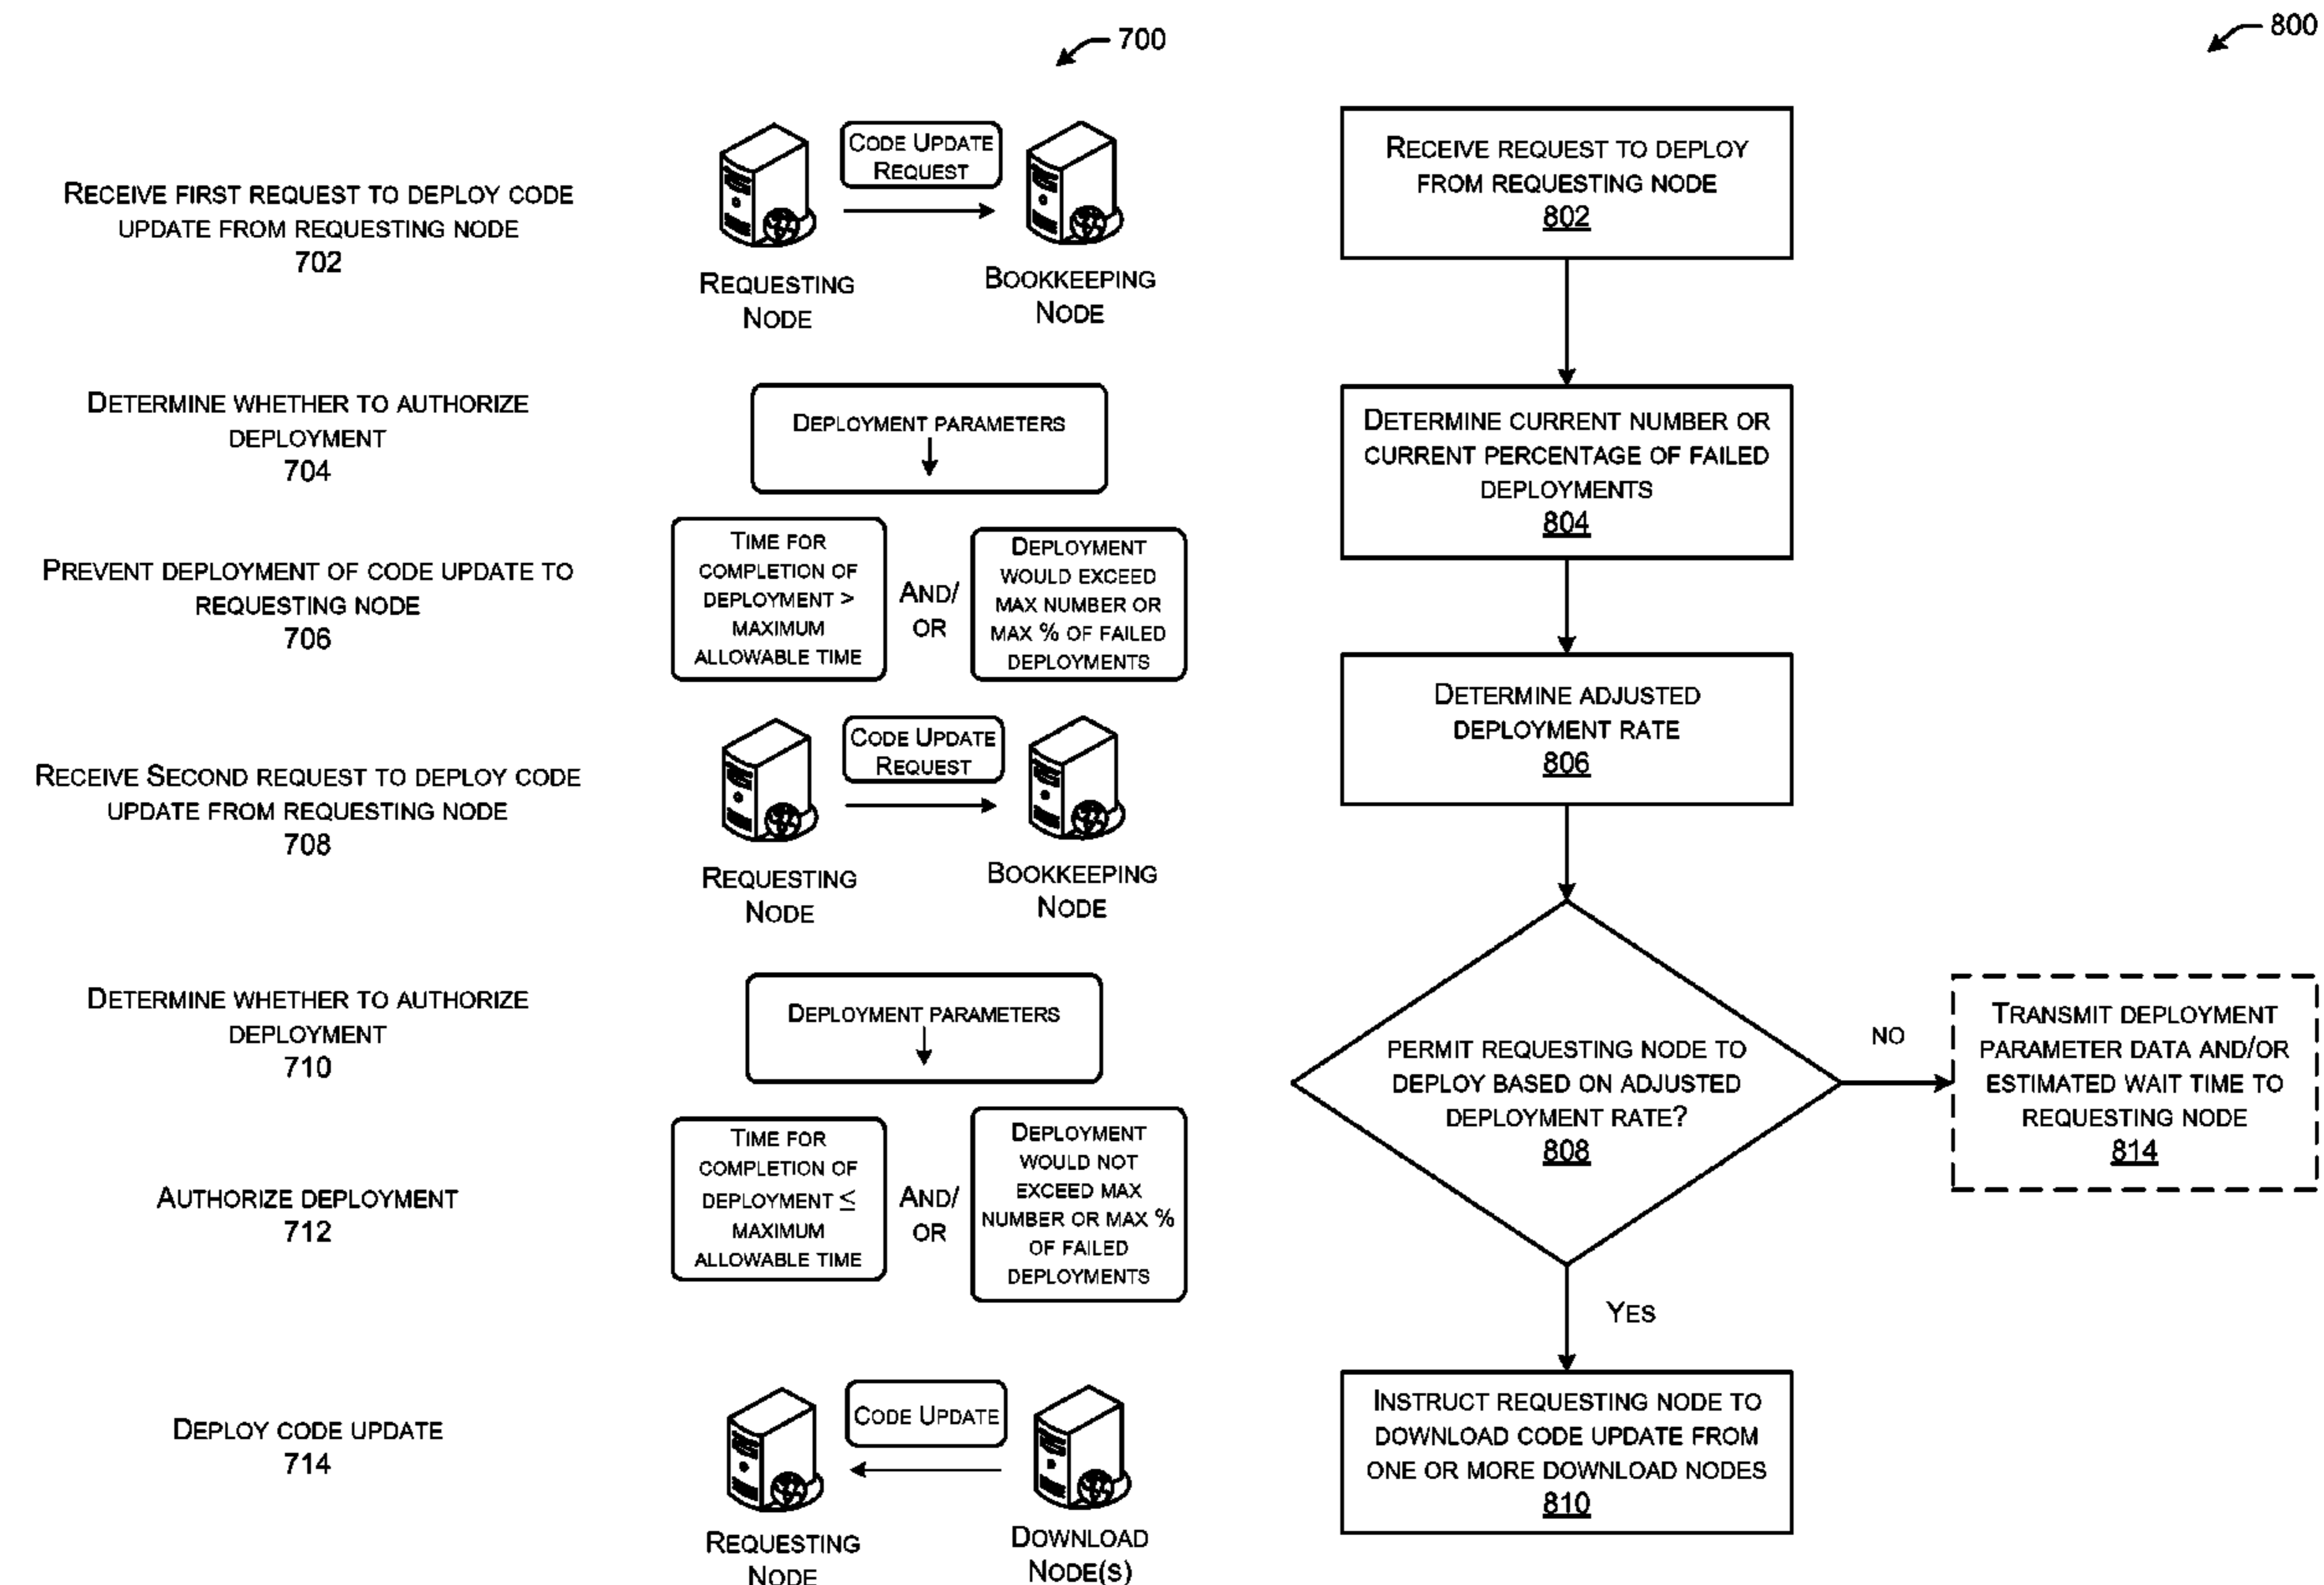 700
RECEIVE FIRST REQUEST TO DEPLOY CODE
UPDATE FROM REQUESTING NODE
702
CODE UPDATE
REQUEST
REQUESTING
NODE
BOOKKEEPING
NODE
DETERMINE WHETHER TO AUTHORIZE
DEPLOYMENT
704
DEPLOYMENT PARAMETERS
PREVENT DEPLOYMENT OF CODE UPDATE TO
REQUESTING NODE
706
TIME FOR
COMPLETION OF
DEPLOYMENT >
MAXIMUM
ALLOWABLE TIME
AND/
OR
DEPLOYMENT
WOULD EXCEED
MAX NUMBER OR
MAX % OF FAILED
DEPLOYMENTS
RECEIVE SECOND REQUEST TO DEPLOY CODE
UPDATE FROM REQUESTING NODE
708
CODE UPDATE
REQUEST
REQUESTING
NODE
BOOKKEEPING
NODE
DETERMINE WHETHER TO AUTHORIZE
DEPLOYMENT
710
DEPLOYMENT PARAMETERS
AUTHORIZE DEPLOYMENT
712
TIME FOR
COMPLETION OF
DEPLOYMENT ≤
MAXIMUM
ALLOWABLE TIME
AND/
OR
DEPLOYMENT
WOULD NOT
EXCEED MAX
NUMBER OR MAX %
OF FAILED
DEPLOYMENTS
DEPLOY CODE UPDATE
714
CODE UPDATE
REQUESTING
NODE
DOWNLOAD
NODE(S)
800
RECEIVE REQUEST TO DEPLOY
FROM REQUESTING NODE
802
DETERMINE CURRENT NUMBER OR
CURRENT PERCENTAGE OF FAILED
DEPLOYMENTS
804
DETERMINE ADJUSTED
DEPLOYMENT RATE
806
PERMIT REQUESTING NODE TO
DEPLOY BASED ON ADJUSTED
DEPLOYMENT RATE?
808
NO
TRANSMIT DEPLOYMENT
PARAMETER DATA AND/OR
ESTIMATED WAIT TIME TO
REQUESTING NODE
814
YES
INSTRUCT REQUESTING NODE TO
DOWNLOAD CODE UPDATE FROM
ONE OR MORE DOWNLOAD NODES
810